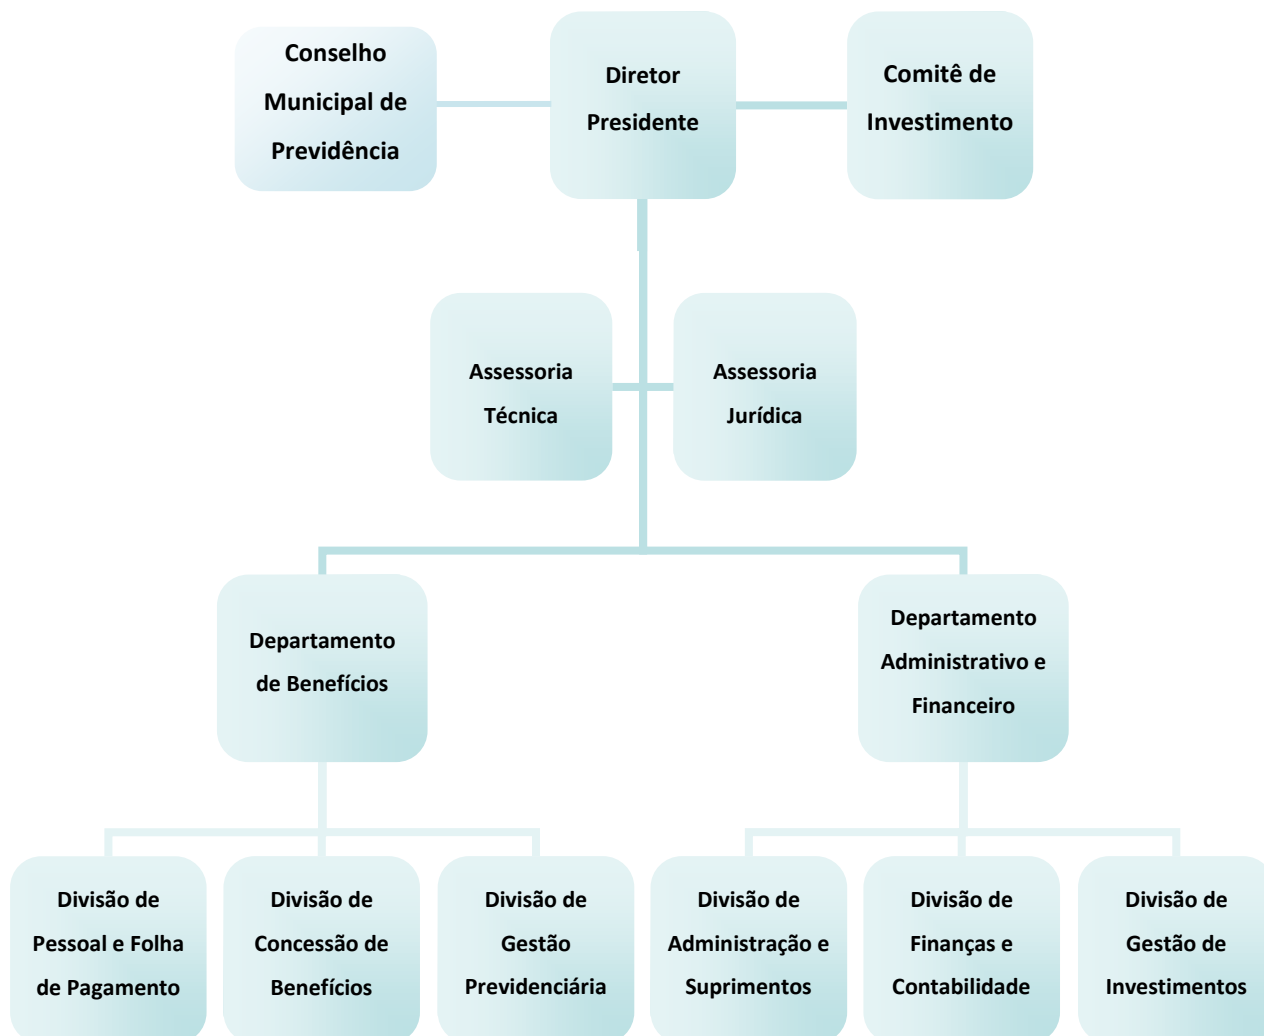 Conselho
Municipal de
Previdência
Diretor
Presidente
Comitê de
Investimento
Assessoria
Técnica
Assessoria
Jurídica
Departamento
de Benefícios
Departamento
Administrativo e
Financeiro
Divisão de
Pessoal e Folha
de Pagamento
Divisão de
Concessão de
Benefícios
Divisão de
Gestão
Previdenciária
Divisão de
Administração e
Suprimentos
Divisão de
Finanças e
Contabilidade
Divisão de
Gestão de
Investimentos